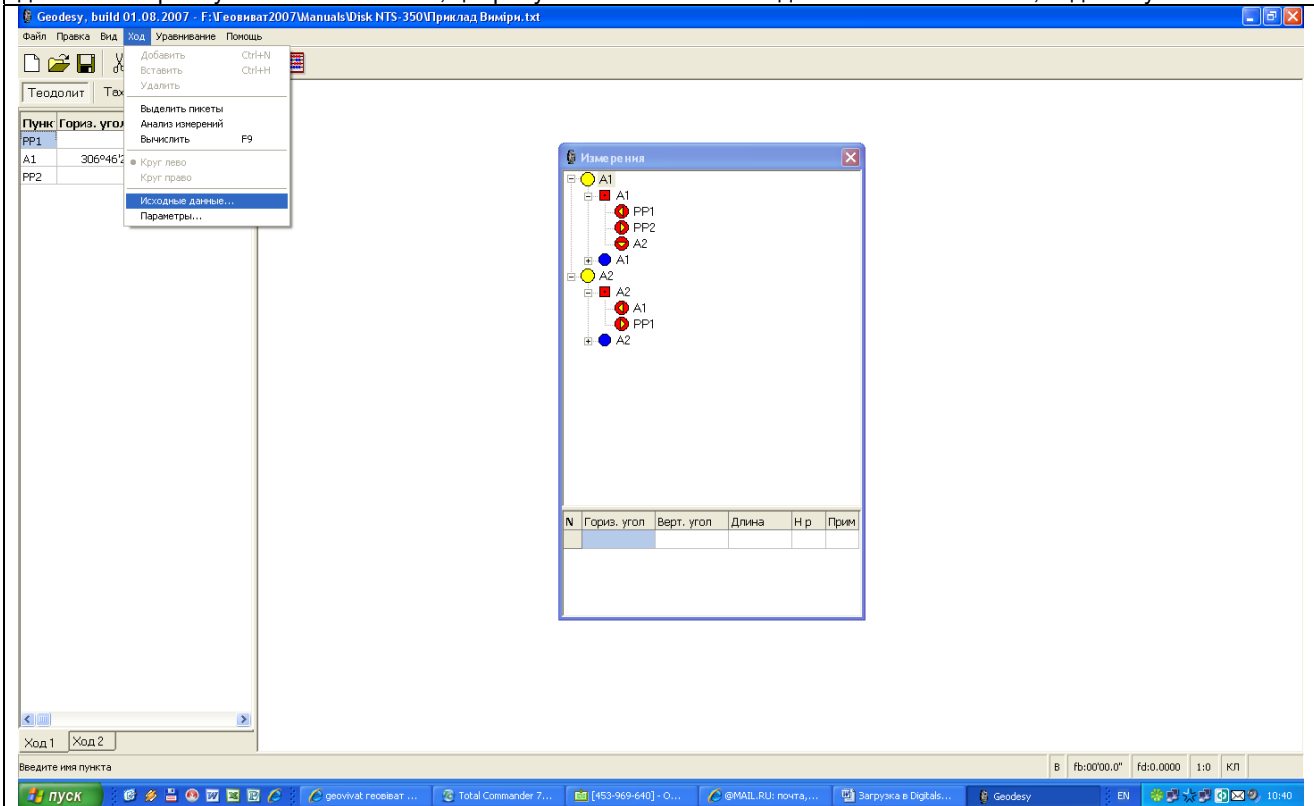 Geodesy, build 01.08.2007 - F:\Геовиват2007\Manuals\Disk NTS-350\Приклад Виміри.txt
Файл Правка Вид Ход Уравнивание Помощь
Добавить Ctrl+N
Вставить Ctrl+H
Удалить
Выделить пикеты
Анализ измерений
Вычислить F9
Круг лево
Круг право
Исходные данные...
Параметры...
Теодолит
Гориз.
PP1
A1 306°46'
PP2
Измерения
A1
A1
PP1
PP2
A2
A1
A2
A2
A1
PP1
A2
N Гориз. угол Верт. угол Длина Н р Прим
Ход 1 Ход 2
Введите имя пункта
В fb:00'00.0" fd:0.0000 1:0 КЛ
пуск geovivat геовіват ... Total Commander 7... [453-969-640] - О... @MAIL.RU: почта,... Загрузка в Digitals... Geodesy EN 10:40